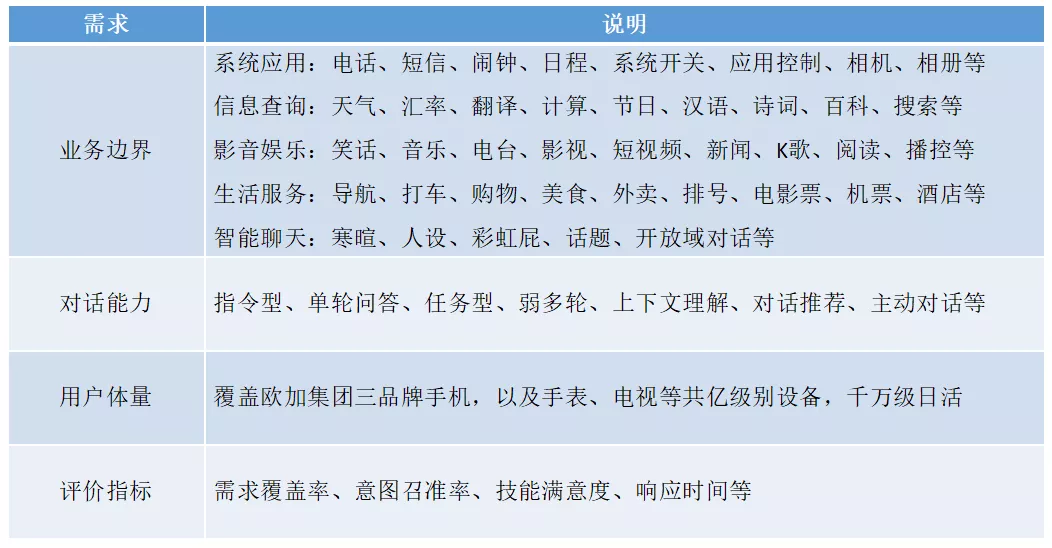 需求 说明
业务边界
系统应用：电话、短信、闹钟、日程、系统开关、应用控制、相机、相册等
信息查询：天气、汇率、翻译、计算、节日、汉语、诗词、百科、搜索等
影音娱乐：笑话、音乐、电台、影视、短视频、新闻、K歌、阅读、播控等
生活服务：导航、打车、购物、美食、外卖、排号、电影票、机票、酒店等
智能聊天：寒暄、人设、彩虹屁、话题、开放域对话等
对话能力 指令型、单轮问答、任务型、弱多轮、上下文理解、对话推荐、主动对话等
用户体量 覆盖欧加集团三品牌手机，以及手表、电视等共亿级别设备，千万级日活
评价指标 需求覆盖率、意图召准率、技能满意度、响应时间等